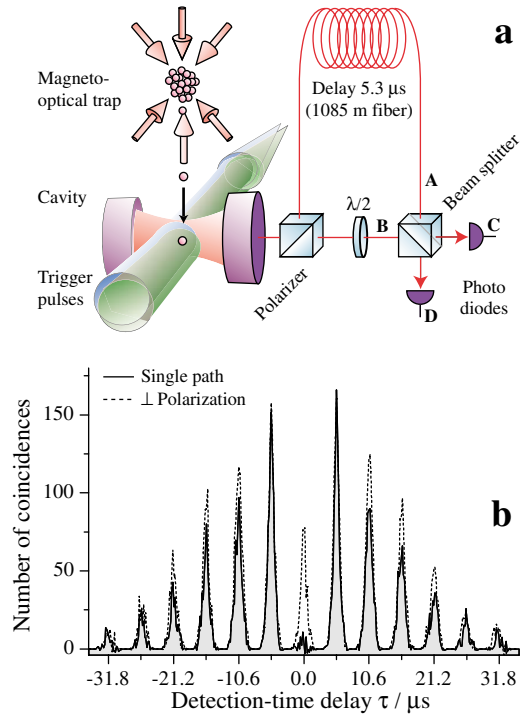 a
Magneto-
optical trap
Delay 5.3 μs
(1085 m fiber)
A
Beam splitter
Cavity
λ/2
B
C
Trigger
pulses
Polarizer
D
Photo
diodes
b
Single path
⊥ Polarization
Number of coincidences
150
100
50
0
-31.8 -21.2 -10.6 0.0 10.6 21.2 31.8
Detection-time delay τ / μs